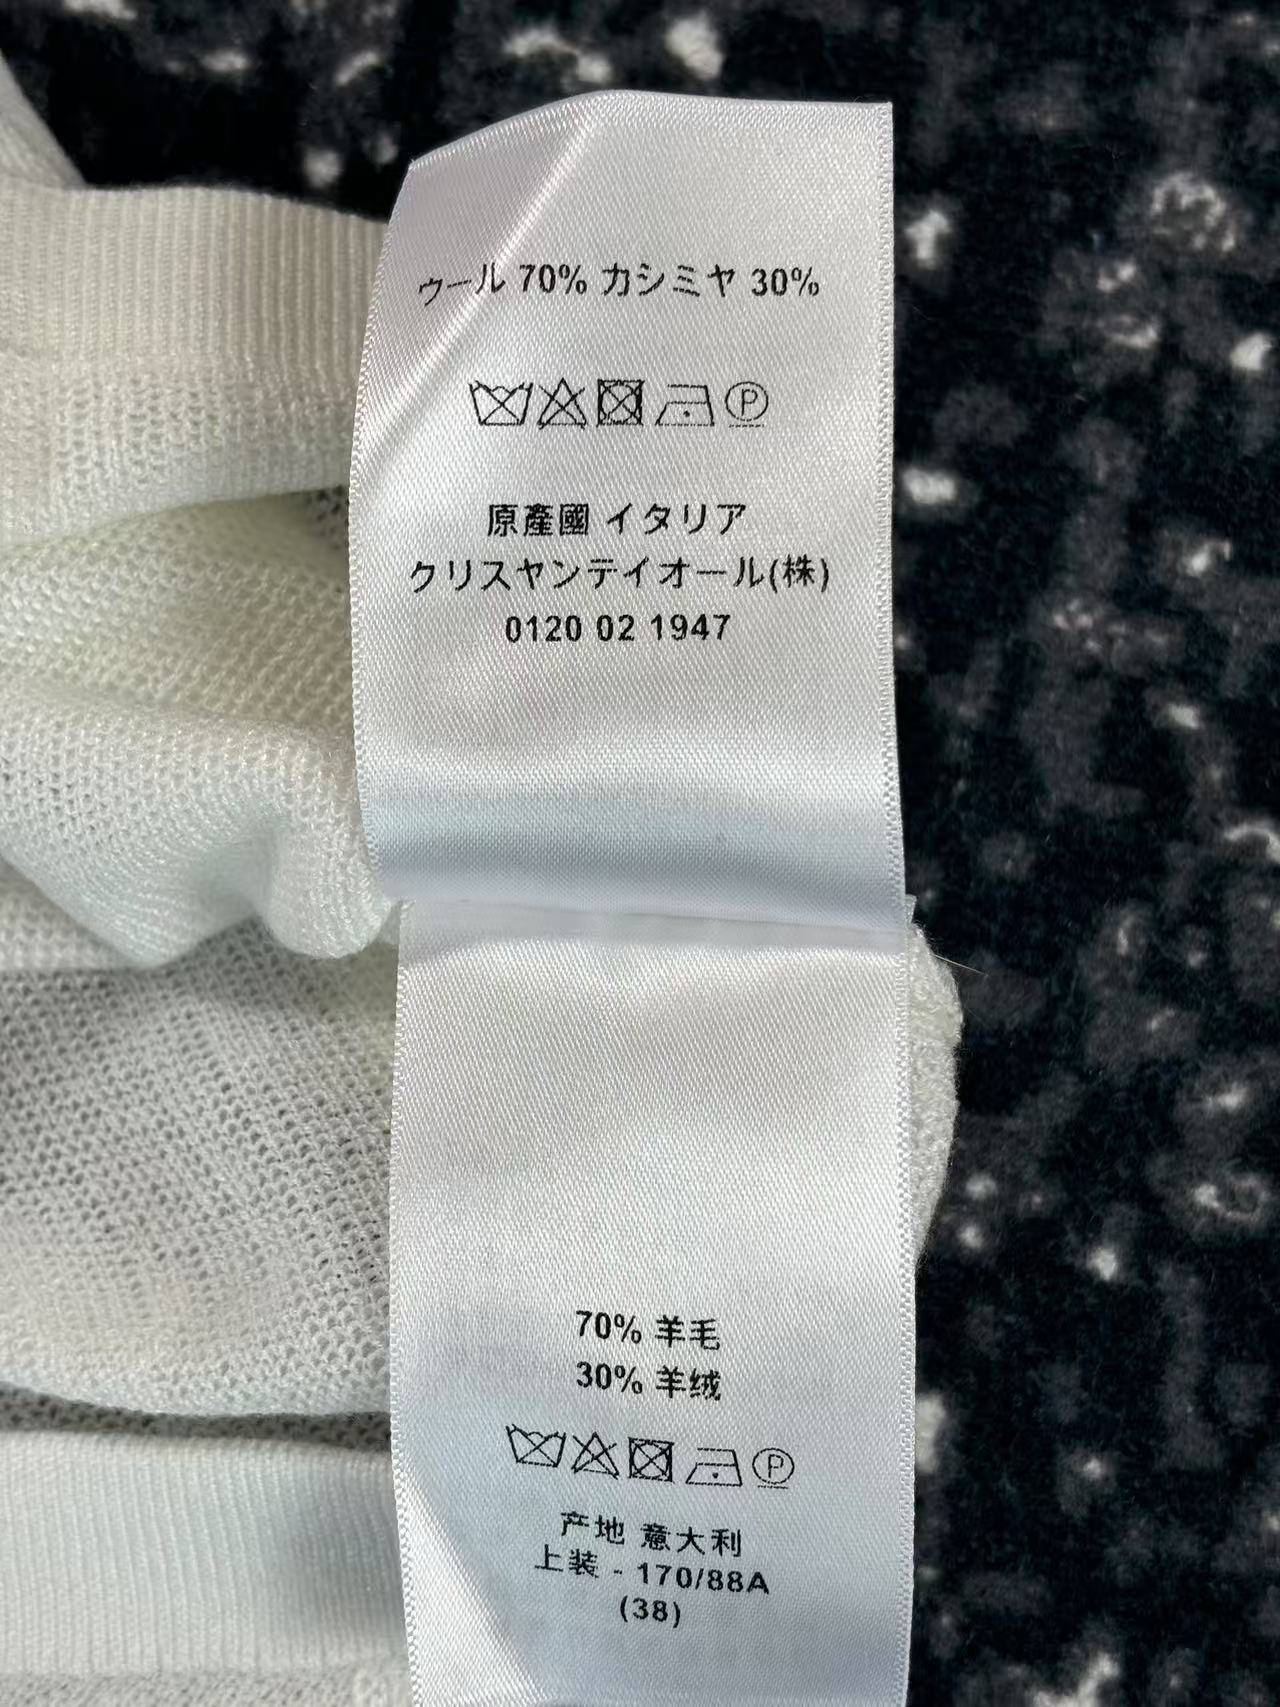 ウール 70% カシミヤ 30%
原產國 イタリア
クリスヤンテイオール(株)
0120 02 1947
70% 羊毛
30% 羊绒
产地 意大利
上装 - 170/88A
(38)